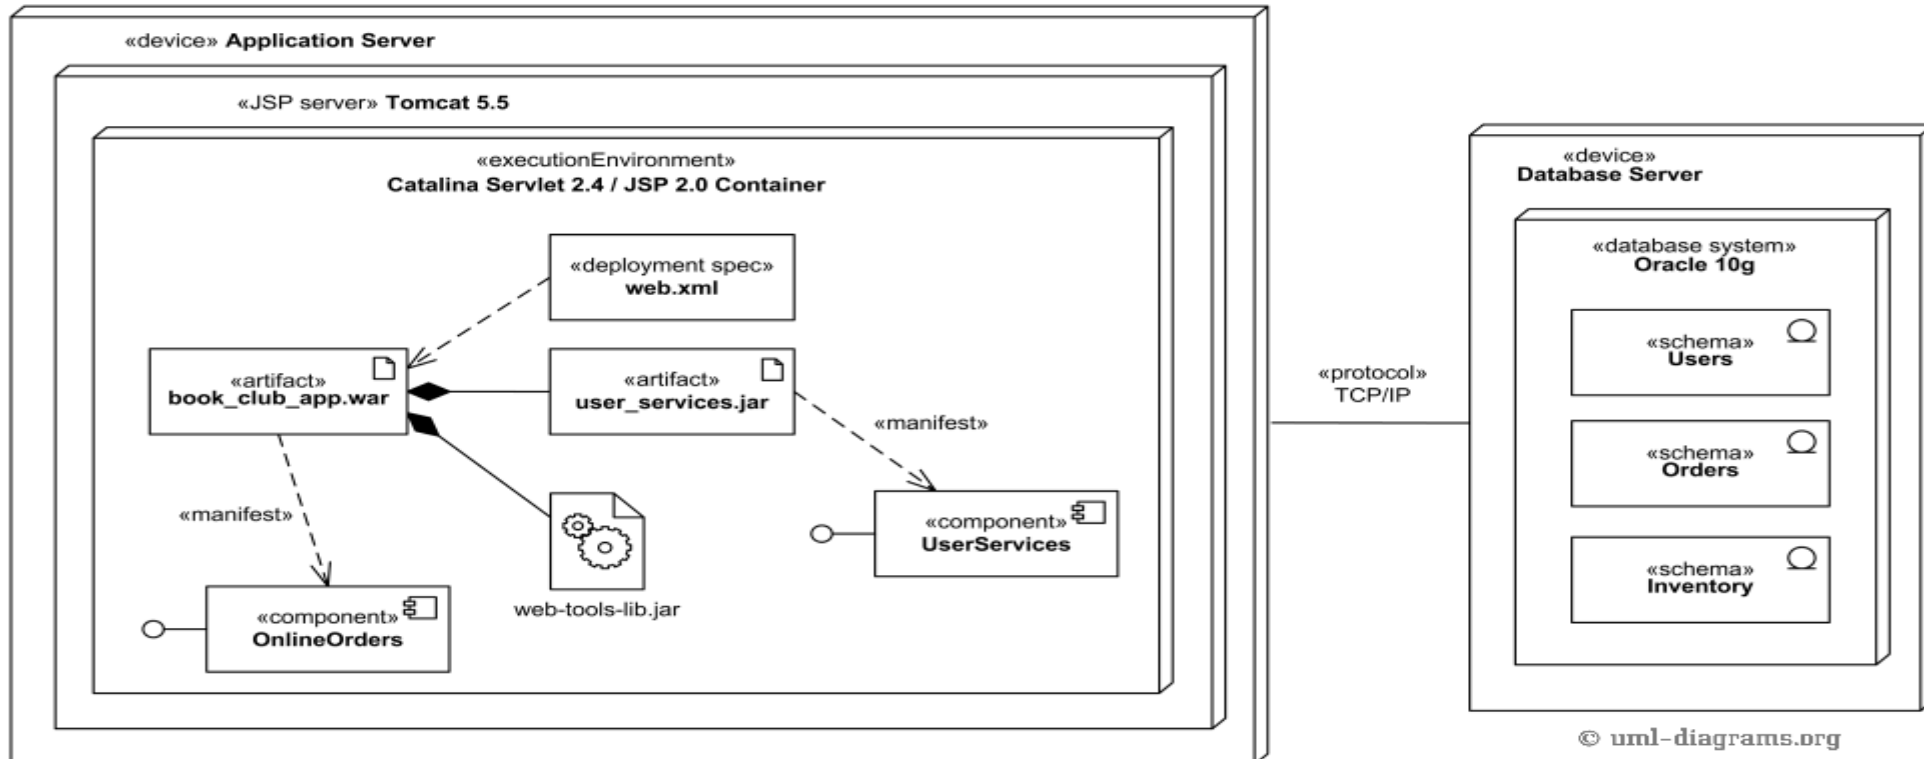 «device» Application Server
«JSP server» Tomcat 5.5
«executionEnvironment»
Catalina Servlet 2.4 / JSP 2.0 Container
«deployment spec»
web.xml
«artifact»
book_club_app.war
«artifact»
user_services.jar
«manifest»
«manifest»
«component»
UserServices
web-tools-lib.jar
«component»
OnlineOrders
«protocol»
TCP/IP
«device»
Database Server
«database system»
Oracle 10g
«schema»
Users
«schema»
Orders
«schema»
Inventory
© uml-diagrams.org